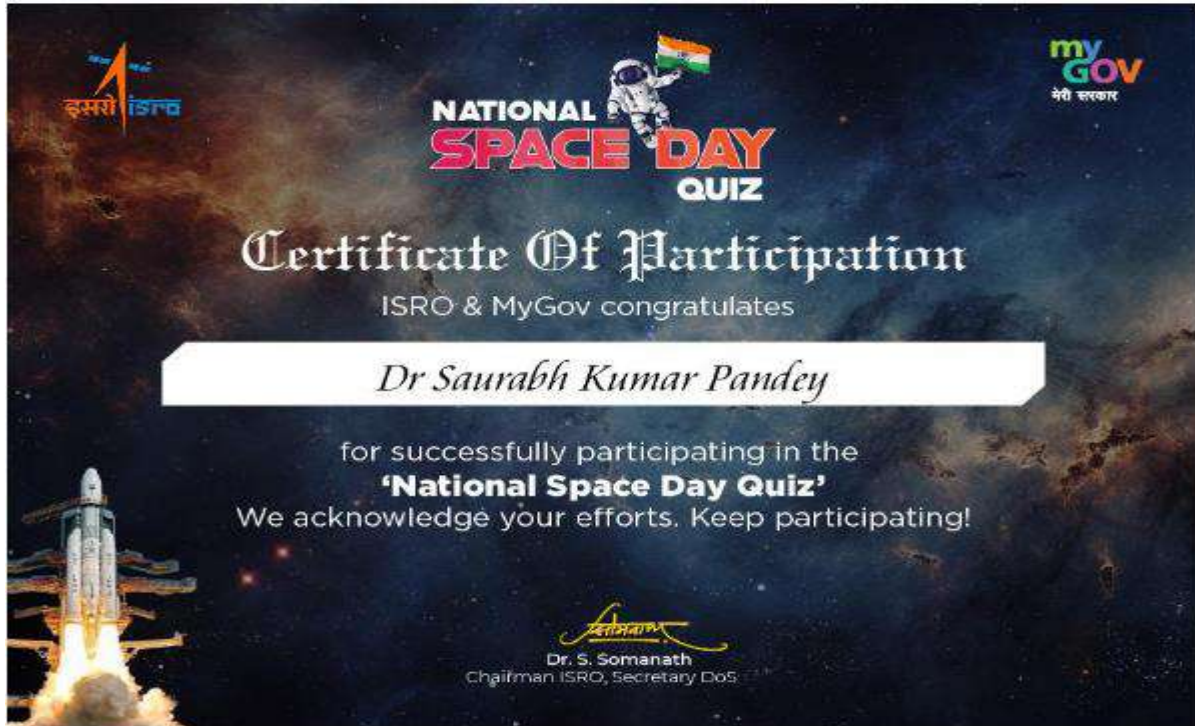 इसरो isro
my
GOV
मेरी सरकार
NATIONAL
SPACE DAY
QUIZ
Certificate Of Participation
ISRO & MyGov congratulates
Dr Saurabh Kumar Pandey
for successfully participating in the
‘National Space Day Quiz’
We acknowledge your efforts. Keep participating!
Dr. S. Somanath
Chairman ISRO, Secretary DoS